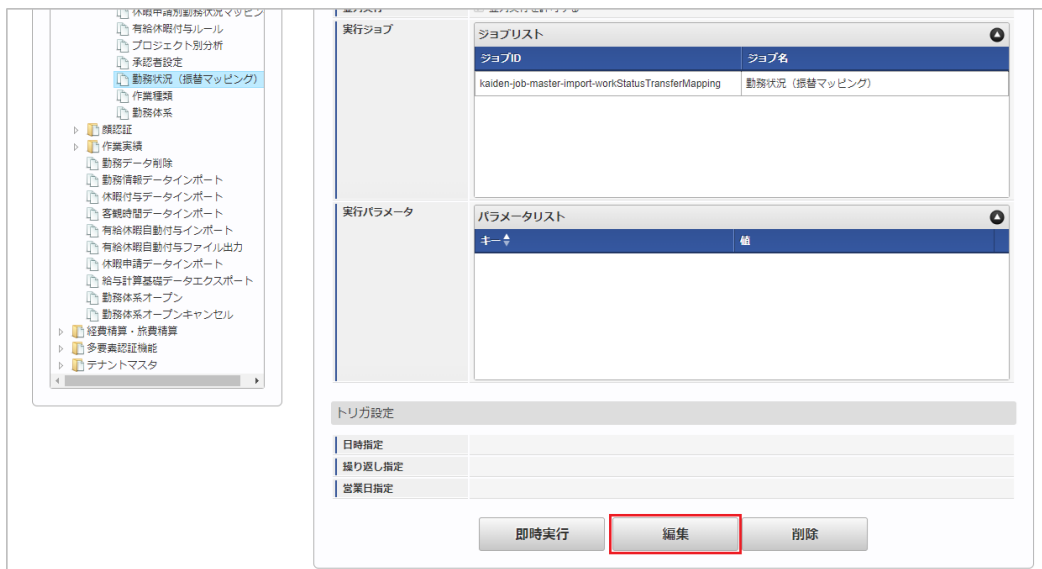 休暇申請別勤務状況マッピン
有給休暇付与ルール
プロジェクト別分析
承認者設定
勤務状況（振替マッピング）
作業種類
勤務体系
顔認証
作業実績
勤務データ削除
勤務情報データインポート
休暇付与データインポート
客観時間データインポート
有給休暇自動付与インポート
有給休暇自動付与ファイル出力
休暇申請データインポート
給与計算基礎データエクスポート
勤務体系オープン
勤務体系オープンキャンセル
経費精算・旅費精算
多要素認証機能
テナントマスタ
並列実行 並列実行を許可する
実行ジョブ
ジョブリスト
ジョブID ジョブ名
kaiden-job-master-import-workStatusTransferMapping 勤務状況（振替マッピング）
実行パラメータ
パラメータリスト
キー 値
トリガ設定
日時指定
繰り返し指定
営業日指定
即時実行 編集 削除